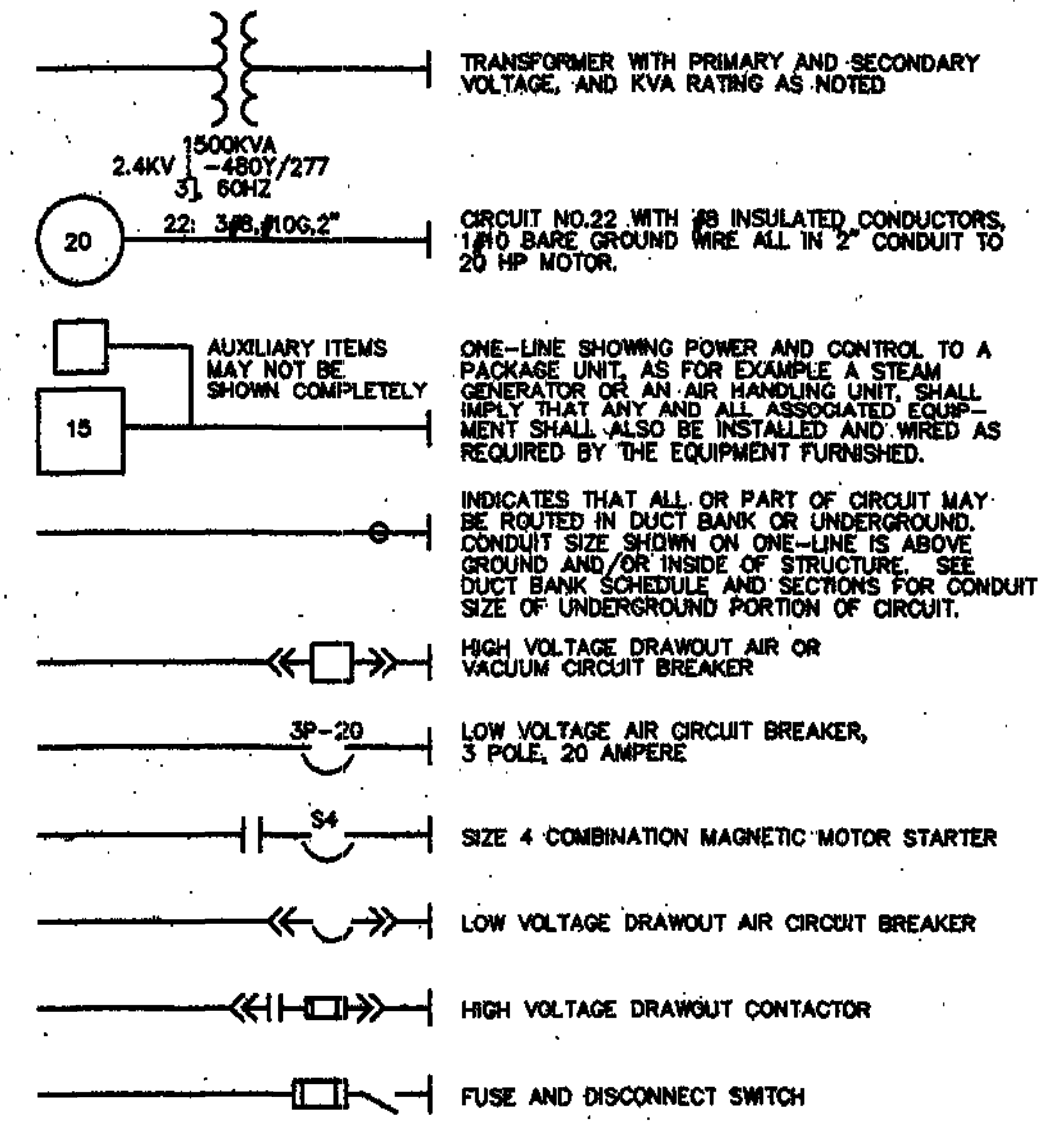 TRANSFORMER WITH PRIMARY AND SECONDARY
VOLTAGE, AND KVA RATING AS NOTED
1500KVA
2.4KV -480Y/277
3], 60HZ
20
22: 3#8,#10G,2"
CIRCUIT NO.22 WITH #8 INSULATED CONDUCTORS,
1#10 BARE GROUND WIRE ALL IN 2" CONDUIT TO
20 HP MOTOR.
AUXILIARY ITEMS
MAY NOT BE
SHOWN COMPLETELY
15
ONE-LINE SHOWING POWER AND CONTROL TO A
PACKAGE UNIT, AS FOR EXAMPLE A STEAM
GENERATOR OR AN AIR HANDLING UNIT, SHALL
IMPLY THAT ANY AND ALL ASSOCIATED EQUIP-
MENT SHALL ALSO BE INSTALLED AND WIRED AS
REQUIRED BY THE EQUIPMENT FURNISHED.
INDICATES THAT ALL OR PART OF CIRCUIT MAY
BE ROUTED IN DUCT BANK OR UNDERGROUND.
CONDUIT SIZE SHOWN ON ONE-LINE IS ABOVE
GROUND AND/OR INSIDE OF STRUCTURE. SEE
DUCT BANK SCHEDULE AND SECTIONS FOR CONDUIT
SIZE OF UNDERGROUND PORTION OF CIRCUIT.
HIGH VOLTAGE DRAWOUT AIR OR
VACUUM CIRCUIT BREAKER
3P-20
LOW VOLTAGE AIR CIRCUIT BREAKER,
3 POLE, 20 AMPERE
S4
SIZE 4 COMBINATION MAGNETIC MOTOR STARTER
LOW VOLTAGE DRAWOUT AIR CIRCUIT BREAKER
HIGH VOLTAGE DRAWOUT CONTACTOR
FUSE AND DISCONNECT SWITCH